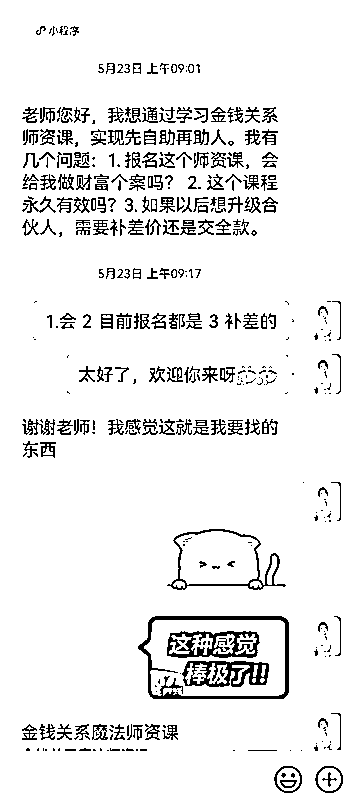 小程序
5月23日 上午09:01
老师您好，我想通过学习金钱关系
师资课，实现先自助再助人。我有
几个问题：1.报名这个师资课，会
给我做财富个案吗？ 2.这个课程
永久有效吗？3.如果以后想升级合
伙人，需要补差价还是交全款。
5月23日 上午09:17
1.会 2 目前报名都是 3 补差的
太好了，欢迎你来呀
谢谢老师！我感觉这就是我要找的
东西
这种感觉
棒极了!!
金钱关系魔法师资课